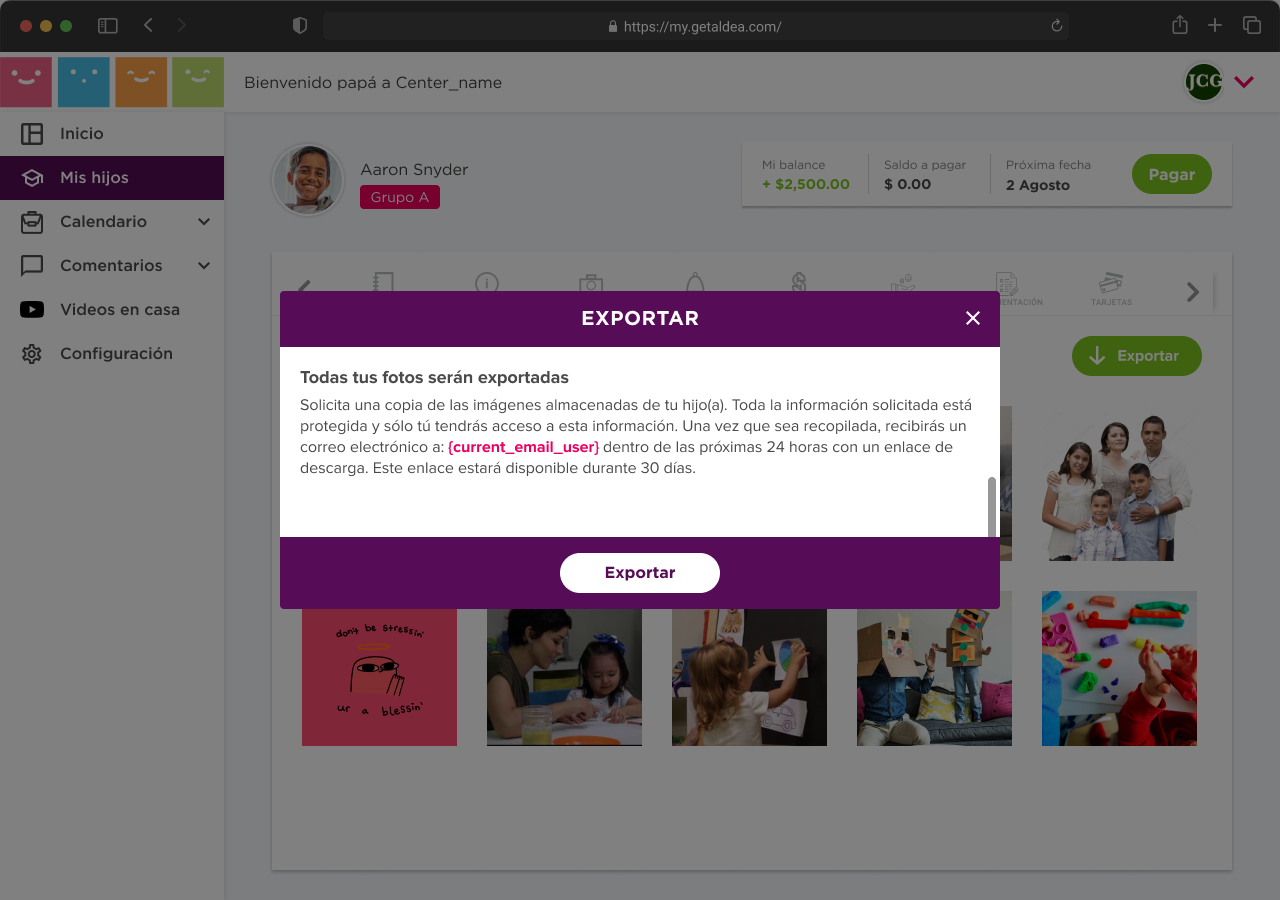 https://my.getaldea.com/
Bienvenido papá a Center_name
JCG
Inicio
Mis hijos
Calendario
Comentarios
Videos en casa
Configuración
Aaron Snyder
Grupo A
Mi balance
+ $2,500.00
Saldo a pagar
$ 0.00
Próxima fecha
2 Agosto
Pagar
TARJETAS
Exportar
EXPORTAR
Todas tus fotos serán exportadas
Solicita una copia de las imágenes almacenadas de tu hijo(a). Toda la información solicitada está
protegida y sólo tú tendrás acceso a esta información. Una vez que sea recopilada, recibirás un
correo electrónico a: {current_email_user} dentro de las próximas 24 horas con un enlace de
descarga. Este enlace estará disponible durante 30 días.
Exportar
don't be stressin'
ur a blessin'